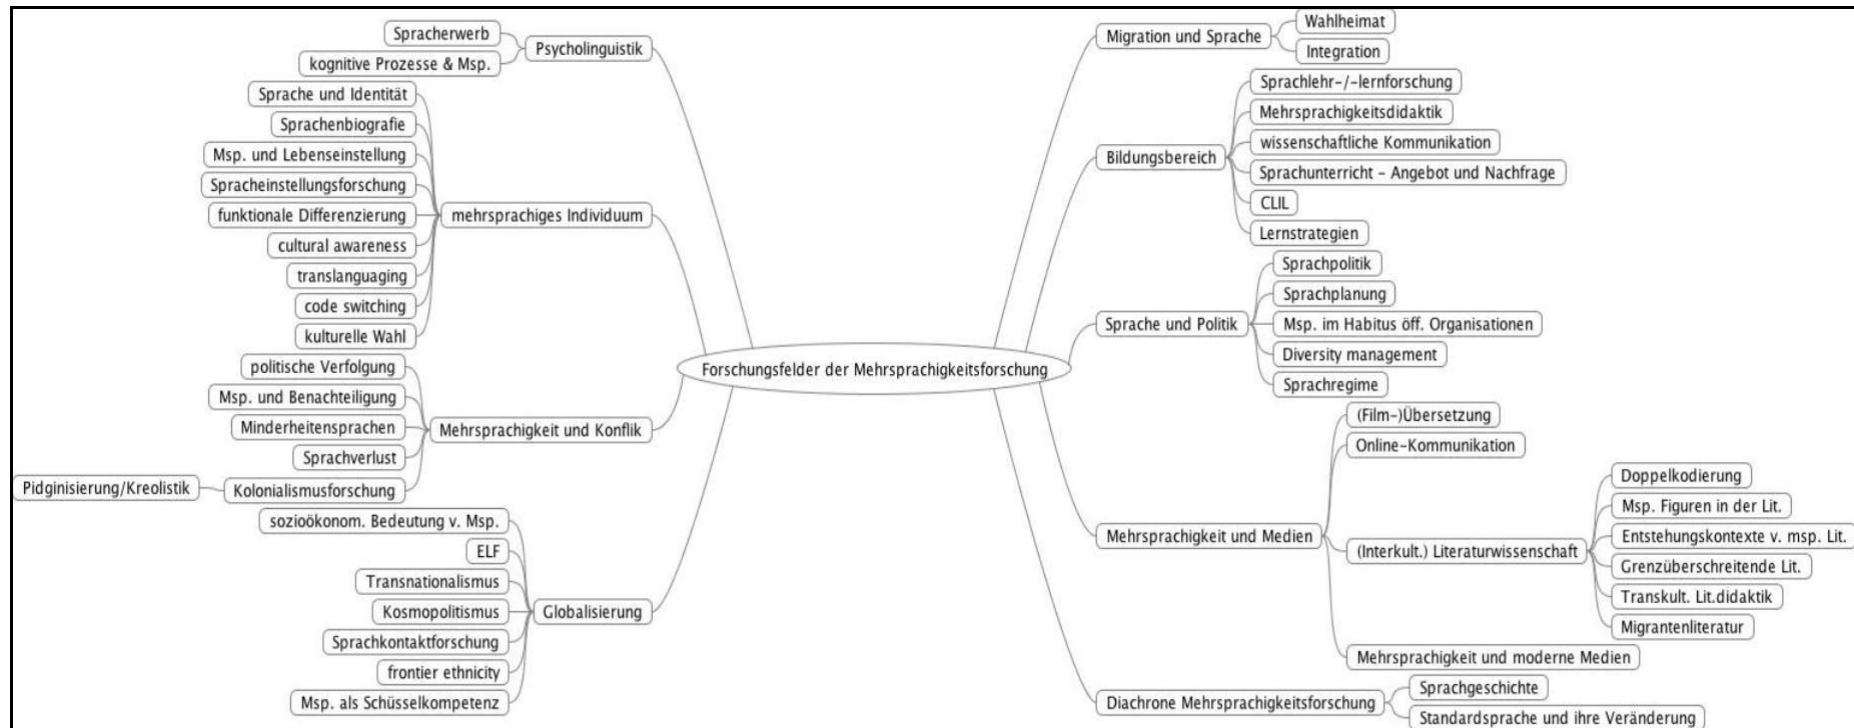 Forschungsfelder der Mehrsprachigkeitsforschung
Psycholinguistik
Spracherwerb
kognitive Prozesse & Msp.
mehrsprachiges Individuum
Sprache und Identität
Sprachenbiografie
Msp. und Lebenseinstellung
Spracheinstellungsforschung
funktionale Differenzierung
cultural awareness
translanguaging
code switching
kulturelle Wahl
Mehrsprachigkeit und Konflik
politische Verfolgung
Msp. und Benachteiligung
Minderheitensprachen
Sprachverlust
Kolonialismusforschung
Pidginisierung/Kreolistik
Globalisierung
sozioökonom. Bedeutung v. Msp.
ELF
Transnationalismus
Kosmopolitismus
Sprachkontaktforschung
frontier ethnicity
Msp. als Schüsselkompetenz
Migration und Sprache
Wahlheimat
Integration
Bildungsbereich
Sprachlehr-/-lernforschung
Mehrsprachigkeitsdidaktik
wissenschaftliche Kommunikation
Sprachunterricht - Angebot und Nachfrage
CLIL
Lernstrategien
Sprache und Politik
Sprachpolitik
Sprachplanung
Msp. im Habitus öff. Organisationen
Diversity management
Sprachregime
Mehrsprachigkeit und Medien
(Film-)Übersetzung
Online-Kommunikation
(Interkult.) Literaturwissenschaft
Doppelkodierung
Msp. Figuren in der Lit.
Entstehungskontexte v. msp. Lit.
Grenzüberschreitende Lit.
Transkult. Lit.didaktik
Migrantenliteratur
Mehrsprachigkeit und moderne Medien
Diachrone Mehrsprachigkeitsforschung
Sprachgeschichte
Standardsprache und ihre Veränderung